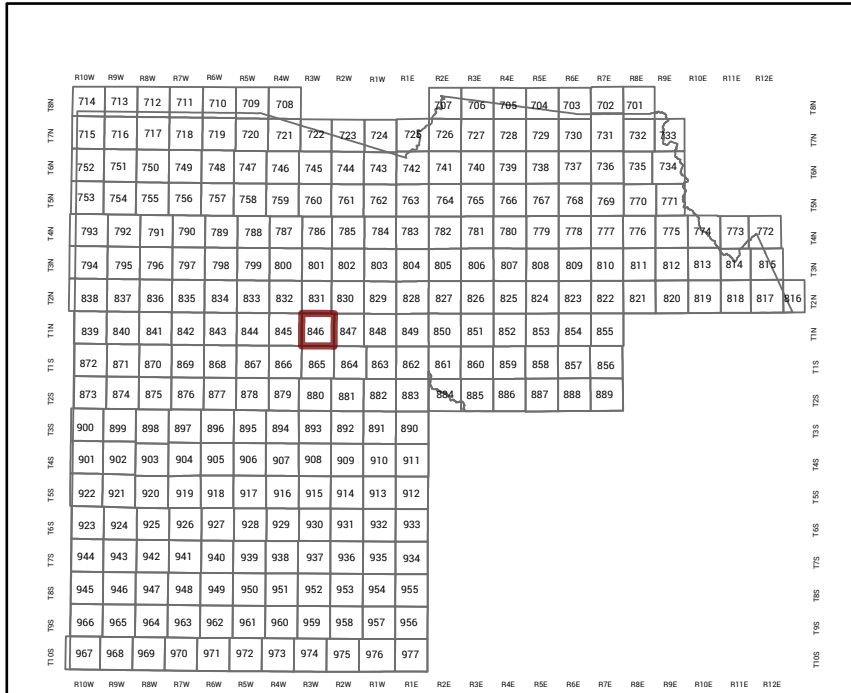 R10W R9W R8W R7W R6W R5W R4W R3W R2W R1W R1E R2E R3E R4E R5E R6E R7E R8E R9E R10E R11E R12E
T8N 714 713 712 711 710 709 708 707 706 705 704 703 702 701 T8N
T7N 715 716 717 718 719 720 721 722 723 724 725 726 727 728 729 730 731 732 733 T7N
T6N 752 751 750 749 748 747 746 745 744 743 742 741 740 739 738 737 736 735 734 T6N
T5N 753 754 755 756 757 758 759 760 761 762 763 764 765 766 767 768 769 770 771 T5N
T4N 793 792 791 790 789 788 787 786 785 784 783 782 781 780 779 778 777 776 775 774 773 772 T4N
T3N 794 795 796 797 798 799 800 801 802 803 804 805 806 807 808 809 810 811 812 813 814 815 T3N
T2N 838 837 836 835 834 833 832 831 830 829 828 827 826 825 824 823 822 821 820 819 818 817 816 T2N
T1N 839 840 841 842 843 844 845 846 847 848 849 850 851 852 853 854 855 T1N
T1S 872 871 870 869 868 867 866 865 864 863 862 861 860 859 858 857 856 T1S
T2S 873 874 875 876 877 878 879 880 881 882 883 884 885 886 887 888 889 T2S
T3S 900 899 898 897 896 895 894 893 892 891 890 T3S
T4S 901 902 903 904 905 906 907 908 909 910 911 T4S
T5S 922 921 920 919 918 917 916 915 914 913 912 T5S
T6S 923 924 925 926 927 928 929 930 931 932 933 T6S
T7S 944 943 942 941 940 939 938 937 936 935 934 T7S
T8S 945 946 947 948 949 950 951 952 953 954 955 T8S
T9S 966 965 964 963 962 961 960 959 958 957 956 T9S
T10S 967 968 969 970 971 972 973 974 975 976 977 T10S
R10W R9W R8W R7W R6W R5W R4W R3W R2W R1W R1E R2E R3E R4E R5E R6E R7E R8E R9E R10E R11E R12E